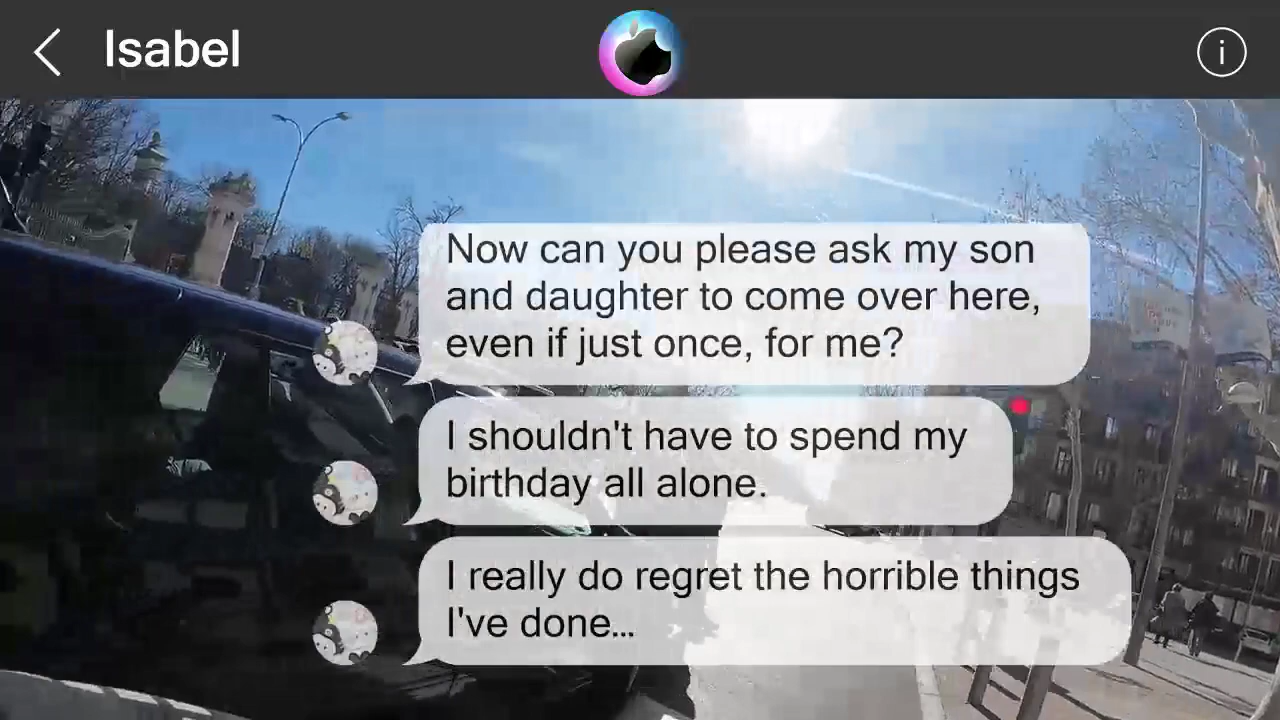 Isabel
Now can you please ask my son
and daughter to come over here,
even if just once, for me?
I shouldn't have to spend my
birthday all alone.
I really do regret the horrible things
I've done...